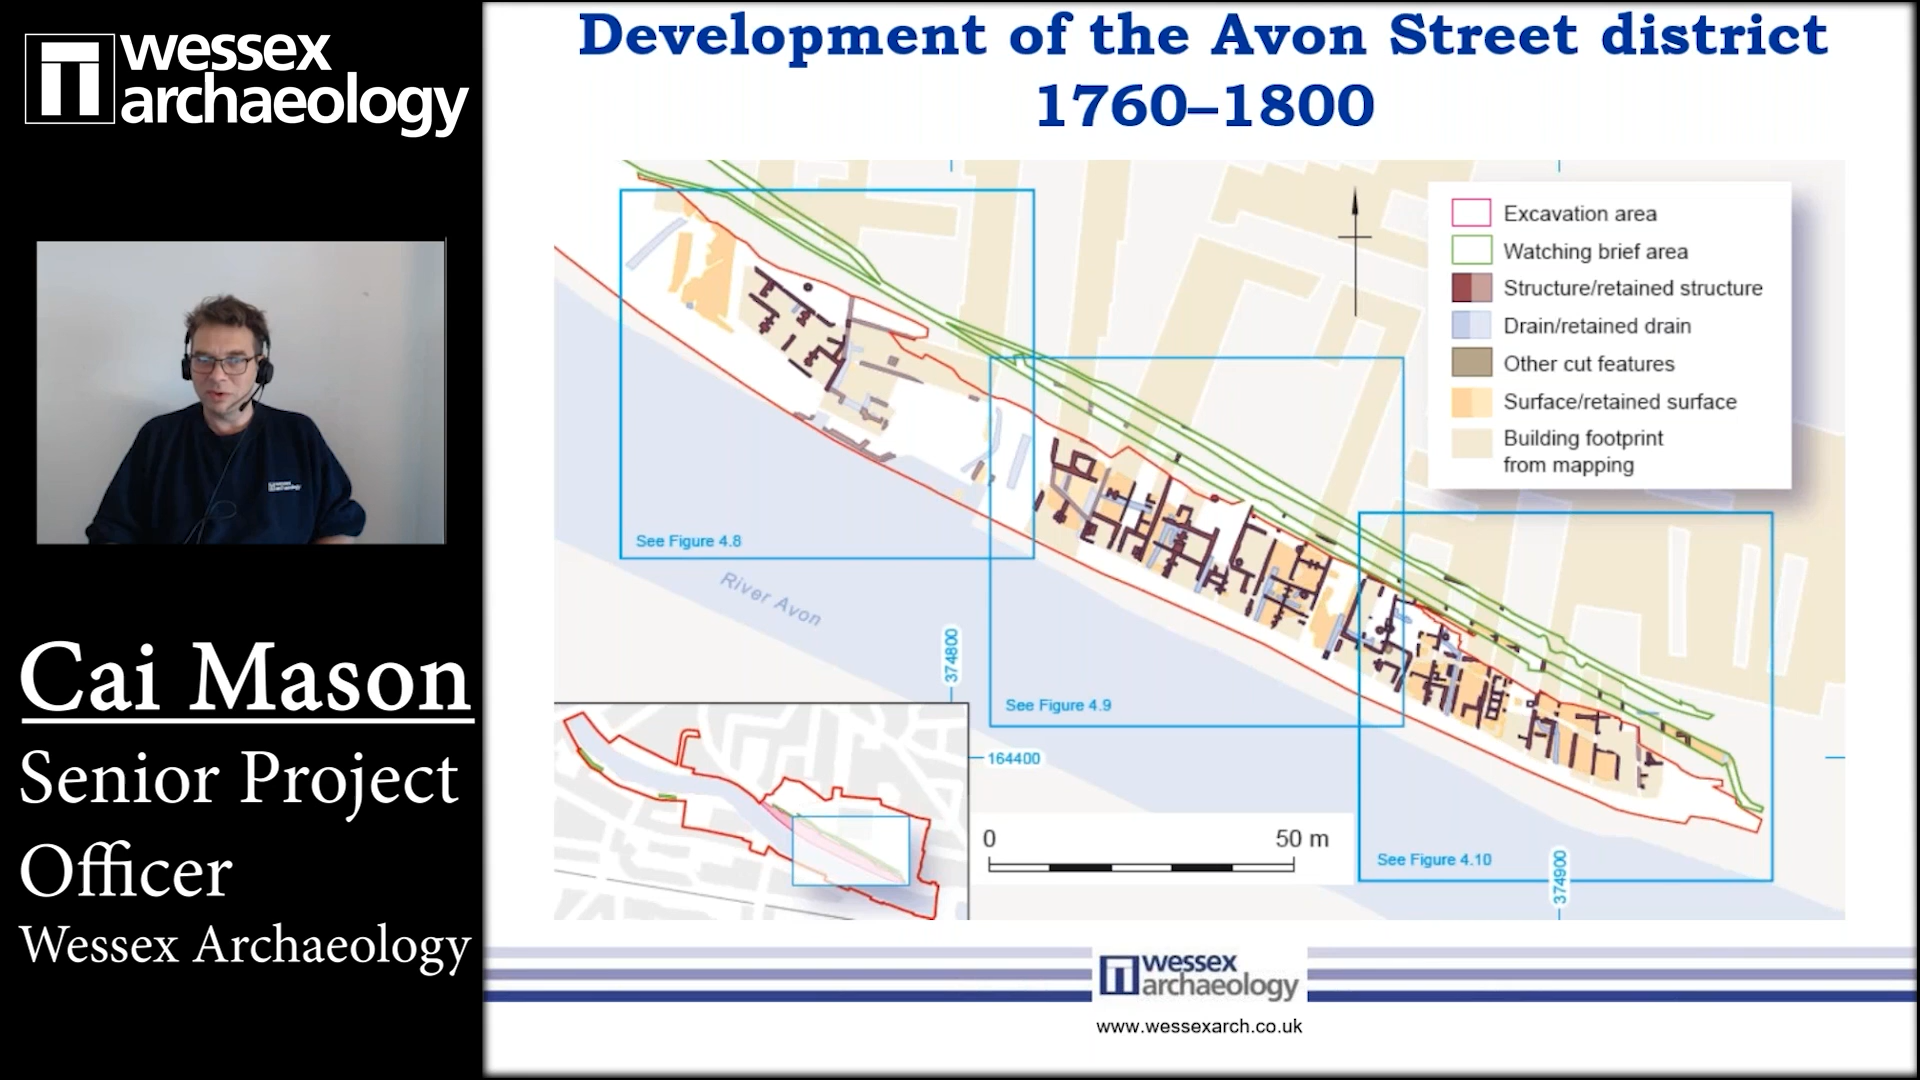 wessex
archaeology
Cai Mason
Senior Project
Officer
Wessex Archaeology
Development of the Avon Street district
1760–1800
Excavation area
Watching brief area
Structure/retained structure
Drain/retained drain
Other cut features
Surface/retained surface
Building footprint
from mapping
See Figure 4.8
River Avon
374800
See Figure 4.9
164400
0 50 m
See Figure 4.10
374900
wessex
archaeology
www.wessexarch.co.uk